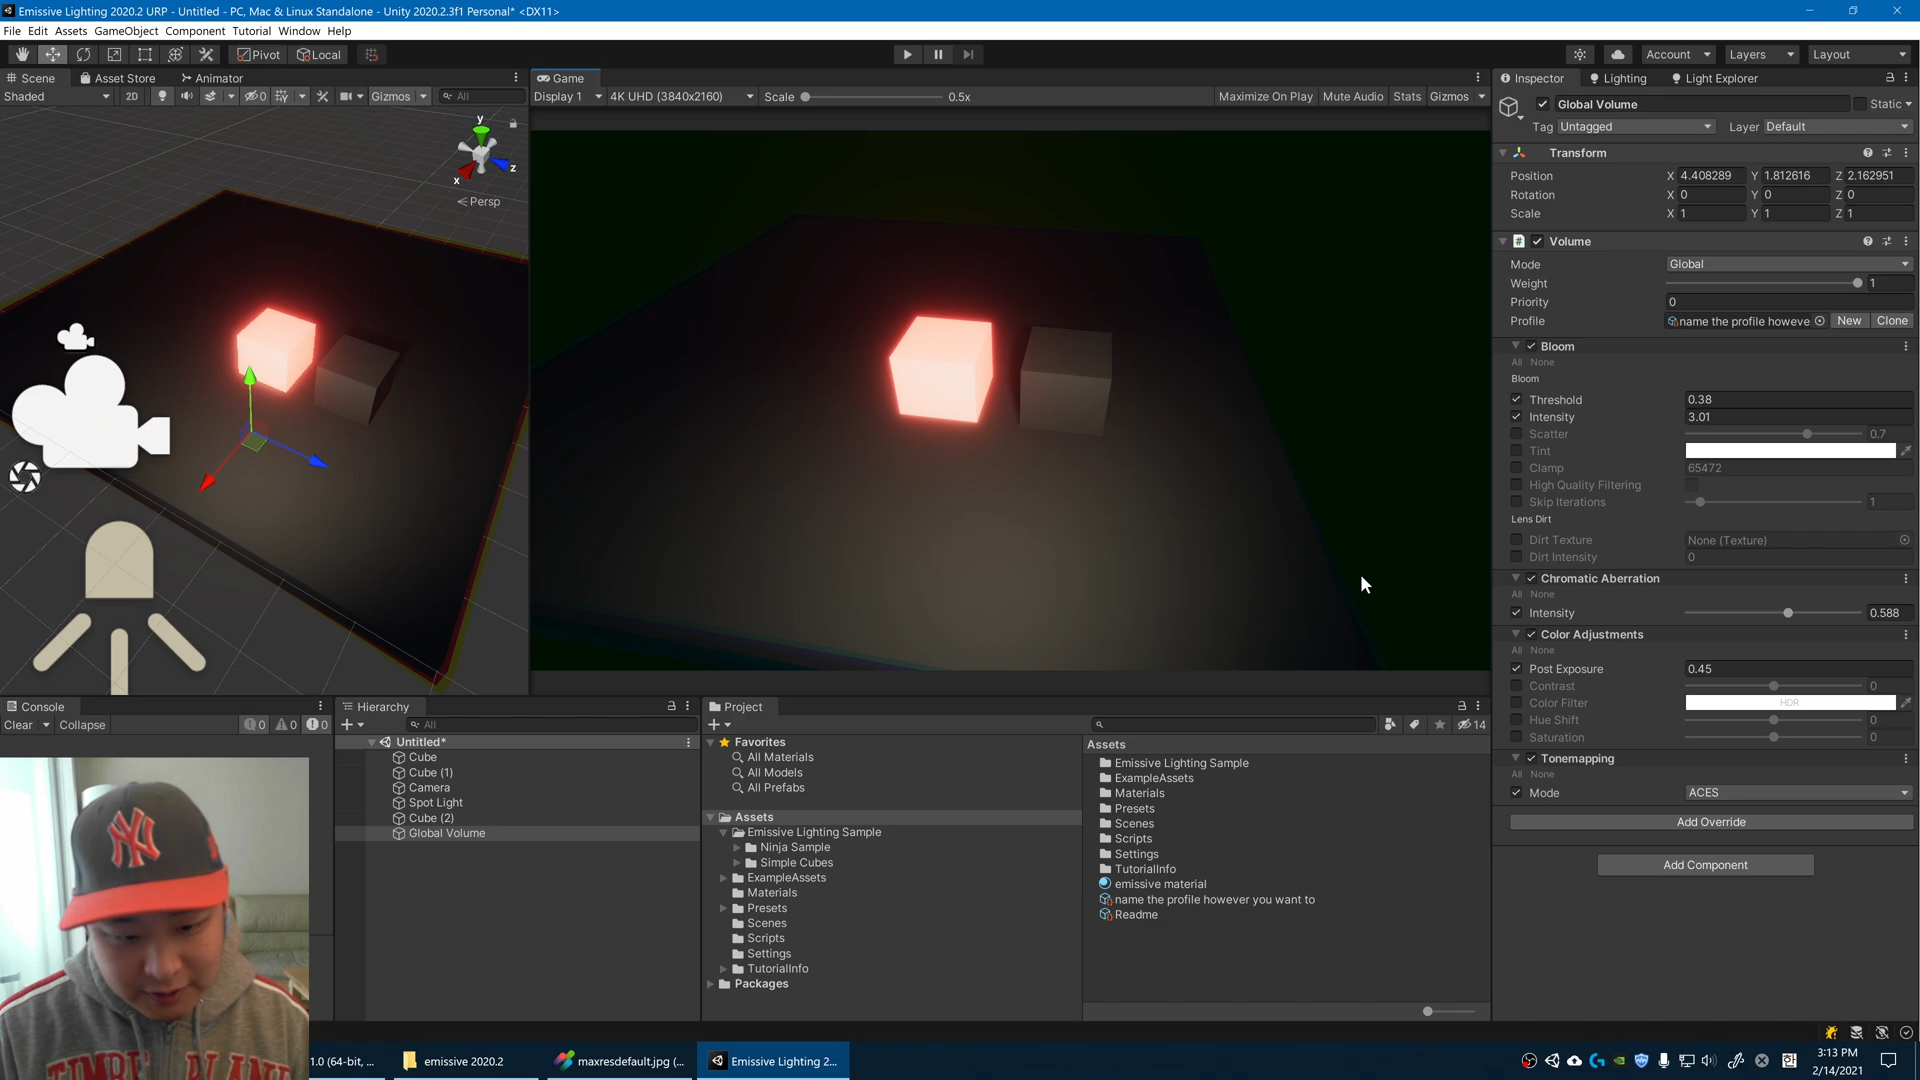 Emissive Lighting 2020.2 URP - Untitled - PC, Mac & Linux Standalone - Unity 2020.2.3f1 Personal* <DX11>
File Edit Assets GameObject Component Tutorial Window Help
Pivot Local Account Layers Layout
Scene Asset Store Animator
Shaded 2D 0 Gizmos All
y
z
x
Persp
Game
Display 1 4K UHD (3840x2160) Scale 0.5x Maximize On Play Mute Audio Stats Gizmos
Inspector Lighting Light Explorer
Global Volume Static
Tag Untagged Layer Default
Transform
Position X 4.408289 Y 1.812616 Z 2.162951
Rotation X 0 Y 0 Z 0
Scale X 1 Y 1 Z 1
# Volume
Mode Global
Weight 1
Priority 0
Profile name the profile howeve New Clone
Bloom
All None
Bloom
Threshold 0.38
Intensity 3.01
Scatter 0.7
Tint
Clamp 65472
High Quality Filtering
Skip Iterations 1
Lens Dirt
Dirt Texture None (Texture)
Dirt Intensity 0
Chromatic Aberration
All None
Intensity 0.588
Color Adjustments
All None
Post Exposure 0.45
Contrast 0
Color Filter HDR
Hue Shift 0
Saturation 0
Tonemapping
All None
Mode ACES
Add Override
Add Component
Console
Clear Collapse 0 0 0
Hierarchy
All
Untitled*
Cube
Cube (1)
Camera
Spot Light
Cube (2)
Global Volume
Project
14
Favorites
All Materials
All Models
All Prefabs
Assets
Emissive Lighting Sample
Ninja Sample
Simple Cubes
ExampleAssets
Materials
Presets
Scenes
Scripts
Settings
TutorialInfo
Packages
Assets
Emissive Lighting Sample
ExampleAssets
Materials
Presets
Scenes
Scripts
Settings
TutorialInfo
emissive material
name the profile however you want to
Readme
NY
1.0 (64-bit, ... emissive 2020.2 maxresdefault.jpg (... Emissive Lighting 2...
한
3:13 PM
2/14/2021